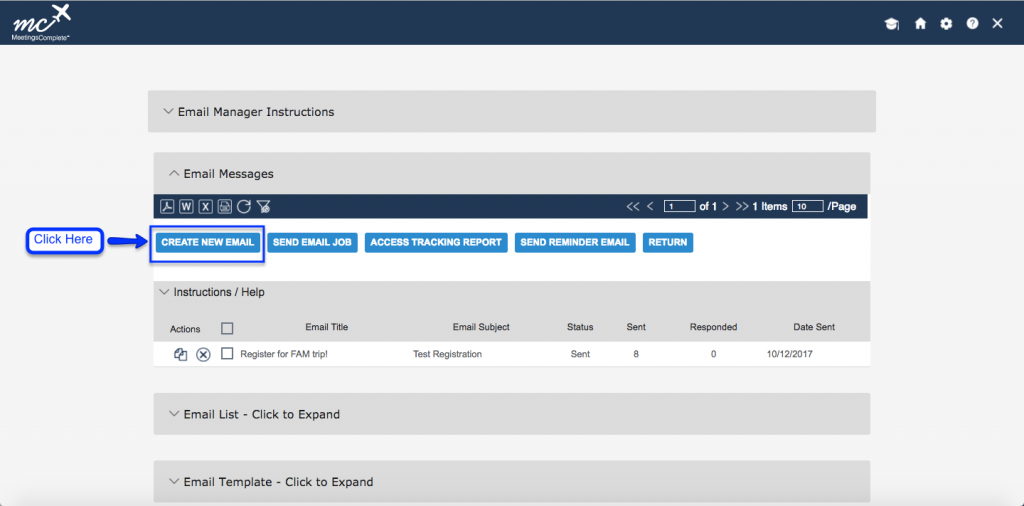 mc
MeetingsComplete
Email Manager Instructions
Email Messages
1 of 1 1 Items 10 /Page
Click Here
CREATE NEW EMAIL SEND EMAIL JOB ACCESS TRACKING REPORT SEND REMINDER EMAIL RETURN
Instructions / Help
Actions Email Title Email Subject Status Sent Responded Date Sent
Register for FAM trip! Test Registration Sent 8 0 10/12/2017
Email List - Click to Expand
Email Template - Click to Expand